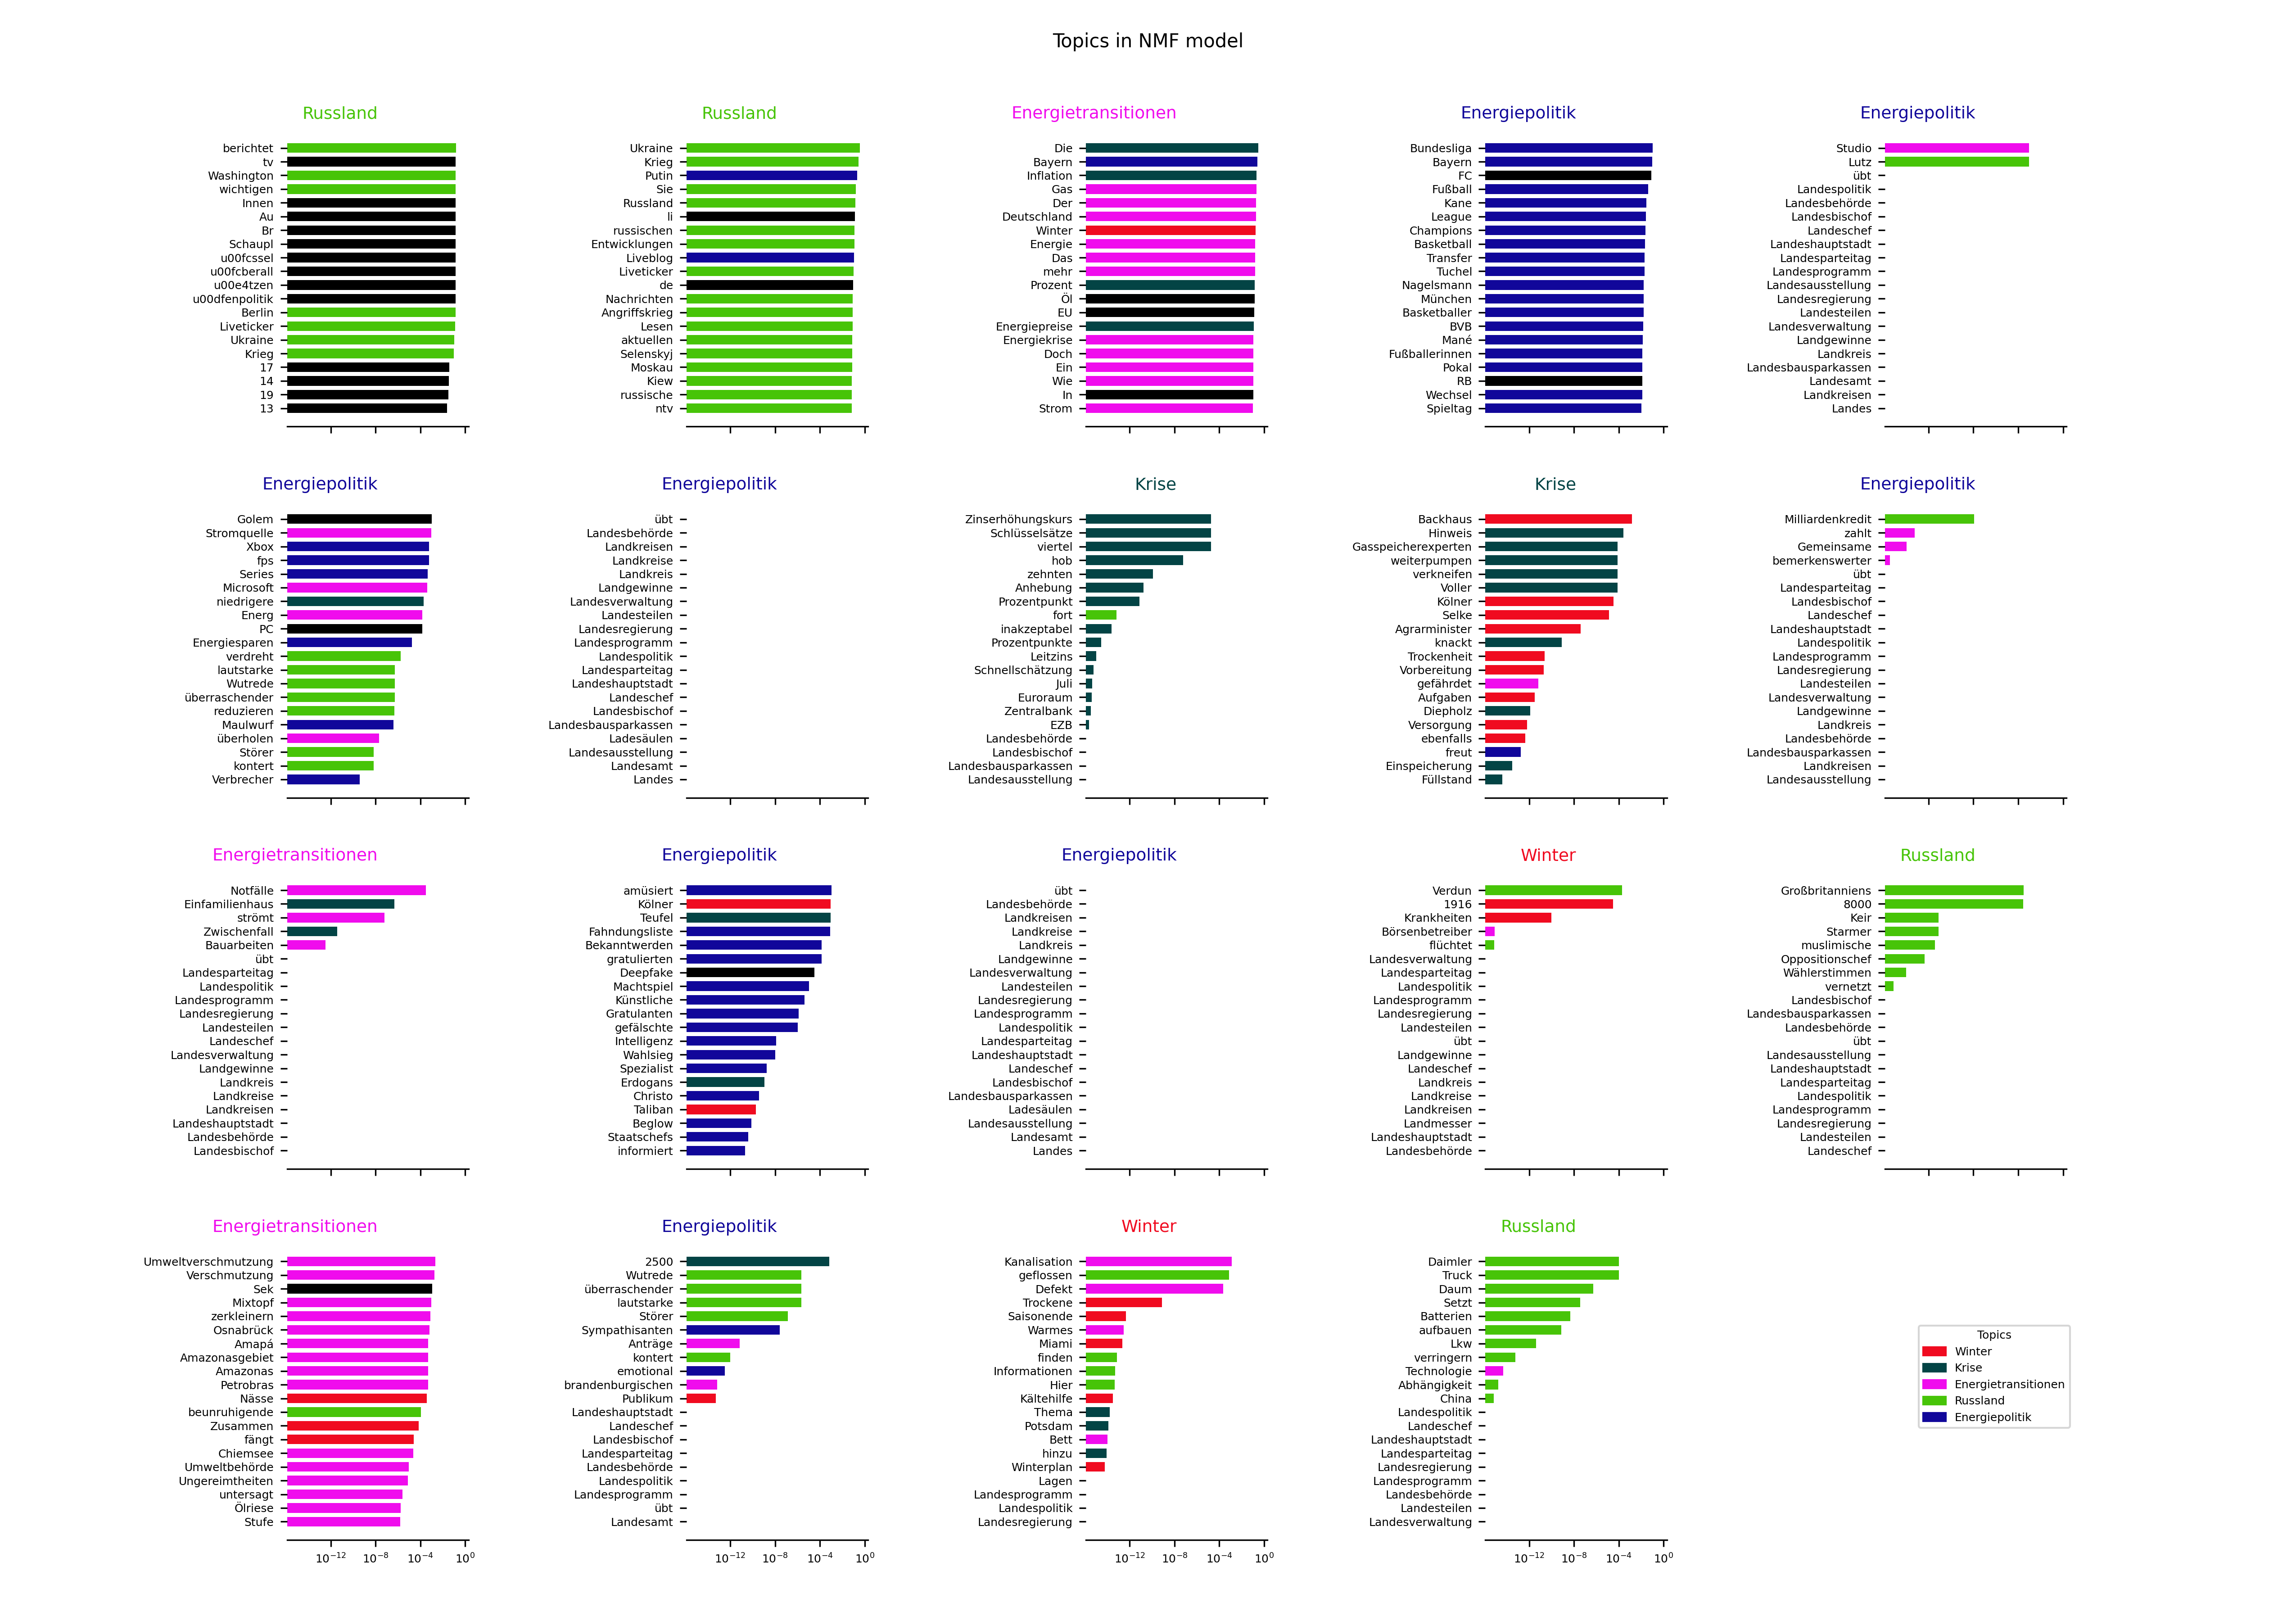 Topics in NMF model
Russland
berichtet
tv
Washington
wichtigen
Innen
Au
Br
Schaupl
u00fcssel
u00fcberall
u00e4tzen
u00dfenpolitik
Berlin
Liveticker
Ukraine
Krieg
17
14
19
13
Russland
Ukraine
Krieg
Putin
Sie
Russland
li
russischen
Entwicklungen
Liveblog
Liveticker
de
Nachrichten
Angriffskrieg
Lesen
aktuellen
Selenskyj
Moskau
Kiew
russische
ntv
Energietransitionen
Die
Bayern
Inflation
Gas
Der
Deutschland
Winter
Energie
Das
mehr
Prozent
Öl
EU
Energiepreise
Energiekrise
Doch
Ein
Wie
In
Strom
Energiepolitik
Bundesliga
Bayern
FC
Fußball
Kane
League
Champions
Basketball
Transfer
Tuchel
Nagelsmann
München
Basketballer
BVB
Mané
Fußballerinnen
Pokal
RB
Wechsel
Spieltag
Energiepolitik
Studio
Lutz
übt
Landespolitik
Landesbehörde
Landesbischof
Landeschef
Landeshauptstadt
Landesparteitag
Landesprogramm
Landesausstellung
Landesregierung
Landesteilen
Landesverwaltung
Landgewinne
Landkreis
Landesbausparkassen
Landesamt
Landkreisen
Landes
Energiepolitik
Golem
Stromquelle
Xbox
fps
Series
Microsoft
niedrigere
Energ
PC
Energiesparen
verdreht
lautstarke
Wutrede
überraschender
reduzieren
Maulwurf
überholen
Störer
kontert
Verbrecher
Energiepolitik
übt
Landesbehörde
Landkreisen
Landkreise
Landkreis
Landgewinne
Landesverwaltung
Landesteilen
Landesregierung
Landesprogramm
Landespolitik
Landesparteitag
Landeshauptstadt
Landeschef
Landesbischof
Landesbausparkassen
Ladesäulen
Landesausstellung
Landesamt
Landes
Krise
Zinserhöhungskurs
Schlüsselsätze
viertel
hob
zehnten
Anhebung
Prozentpunkt
fort
inakzeptabel
Prozentpunkte
Leitzins
Schnellschätzung
Juli
Euroraum
Zentralbank
EZB
Landesbehörde
Landesbischof
Landesbausparkassen
Landesausstellung
Krise
Backhaus
Hinweis
Gasspeicherexperten
weiterpumpen
verkneifen
Voller
Kölner
Selke
Agrarminister
knackt
Trockenheit
Vorbereitung
gefährdet
Aufgaben
Diepholz
Versorgung
ebenfalls
freut
Einspeicherung
Füllstand
Energiepolitik
Milliardenkredit
zahlt
Gemeinsame
bemerkenswerter
übt
Landesparteitag
Landesbischof
Landeschef
Landeshauptstadt
Landespolitik
Landesprogramm
Landesregierung
Landesteilen
Landesverwaltung
Landgewinne
Landkreis
Landesbehörde
Landesbausparkassen
Landkreisen
Landesausstellung
Energietransitionen
Notfälle
Einfamilienhaus
strömt
Zwischenfall
Bauarbeiten
übt
Landesparteitag
Landespolitik
Landesprogramm
Landesregierung
Landesteilen
Landeschef
Landesverwaltung
Landgewinne
Landkreis
Landkreise
Landkreisen
Landeshauptstadt
Landesbehörde
Landesbischof
Energiepolitik
amüsiert
Kölner
Teufel
Fahndungsliste
Bekanntwerden
gratulierten
Deepfake
Machtspiel
Künstliche
Gratulanten
gefälschte
Intelligenz
Wahlsieg
Spezialist
Erdogans
Christo
Taliban
Beglow
Staatschefs
informiert
Energiepolitik
übt
Landesbehörde
Landkreisen
Landkreise
Landkreis
Landgewinne
Landesverwaltung
Landesteilen
Landesregierung
Landesprogramm
Landespolitik
Landesparteitag
Landeshauptstadt
Landeschef
Landesbischof
Landesbausparkassen
Ladesäulen
Landesausstellung
Landesamt
Landes
Winter
Verdun
1916
Krankheiten
Börsenbetreiber
flüchtet
Landesverwaltung
Landesparteitag
Landespolitik
Landesprogramm
Landesregierung
Landesteilen
übt
Landgewinne
Landeschef
Landkreis
Landkreise
Landkreisen
Landmesser
Landeshauptstadt
Landesbehörde
Russland
Großbritanniens
8000
Keir
Starmer
muslimische
Oppositionschef
Wählerstimmen
vernetzt
Landesbischof
Landesbausparkassen
Landesbehörde
übt
Landesausstellung
Landeshauptstadt
Landesparteitag
Landespolitik
Landesprogramm
Landesregierung
Landesteilen
Landeschef
Energietransitionen
Umweltverschmutzung
Verschmutzung
Sek
Mixtopf
zerkleinern
Osnabrück
Amapá
Amazonasgebiet
Amazonas
Petrobras
Nässe
beunruhigende
Zusammen
fängt
Chiemsee
Umweltbehörde
Ungereimtheiten
untersagt
Ölriese
Stufe
10⁻¹² 10⁻⁸ 10⁻⁴ 10⁰
Energiepolitik
2500
Wutrede
überraschender
lautstarke
Störer
Sympathisanten
Anträge
kontert
emotional
brandenburgischen
Publikum
Landeshauptstadt
Landeschef
Landesbischof
Landesparteitag
Landesbehörde
Landespolitik
Landesprogramm
übt
Landesamt
10⁻¹² 10⁻⁸ 10⁻⁴ 10⁰
Winter
Kanalisation
geflossen
Defekt
Trockene
Saisonende
Warmes
Miami
finden
Informationen
Hier
Kältehilfe
Thema
Potsdam
Bett
hinzu
Winterplan
Lagen
Landesprogramm
Landespolitik
Landesregierung
10⁻¹² 10⁻⁸ 10⁻⁴ 10⁰
Russland
Daimler
Truck
Daum
Setzt
Batterien
aufbauen
Lkw
verringern
Technologie
Abhängigkeit
China
Landespolitik
Landeschef
Landeshauptstadt
Landesparteitag
Landesregierung
Landesprogramm
Landesbehörde
Landesteilen
Landesverwaltung
10⁻¹² 10⁻⁸ 10⁻⁴ 10⁰
Topics
Winter
Krise
Energietransitionen
Russland
Energiepolitik